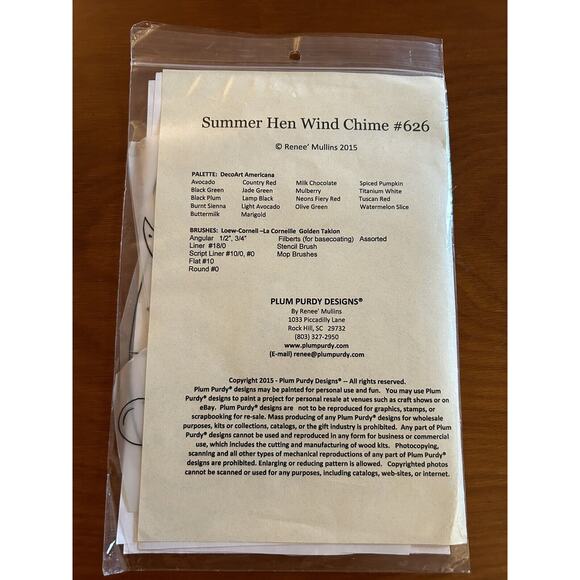 Summer Hen Wind Chime #626
© Renee' Mullins 2015
PALETTE: DecoArt Americana
Avocado Country Red Milk Chocolate Spiced Pumpkin
Black Green Jade Green Mulberry Titanium White
Black Plum Lamp Black Neons Fiery Red Tuscan Red
Burnt Sienna Light Avocado Olive Green Watermelon Slice
Buttermilk Marigold
BRUSHES: Loew-Cornell –La Corneille Golden Taklon
Angular 1/2", 3/4" Filberts (for basecoating) Assorted
Liner #18/0 Stencil Brush
Script Liner #10/0, #0 Mop Brushes
Flat #10
Round #0
PLUM PURDY DESIGNS®
By Renee' Mullins
1033 Piccadilly Lane
Rock Hill, SC 29732
(803) 327-2950
www.plumpurdy.com
(E-mail) renee@plumpurdy.com
Copyright 2015 - Plum Purdy Designs® -- All rights reserved.
Plum Purdy® designs may be painted for personal use and fun. You may use Plum
Purdy® designs to paint a project for personal resale at venues such as craft shows or on
eBay. Plum Purdy® designs are not to be reproduced for graphics, stamps, or
scrapbooking for re-sale. Mass producing of any Plum Purdy® designs for wholesale
purposes, kits or collections, catalogs, or the gift industry is prohibited. Any part of Plum
Purdy® designs cannot be used and reproduced in any form for business or commercial
use, which includes the cutting and manufacturing of wood kits. Photocopying,
scanning and all other types of mechanical reproductions of any part of Plum Purdy®
designs are prohibited. Enlarging or reducing pattern is allowed. Copyrighted photos
cannot be scanned or used for any purposes, including catalogs, web-sites, or internet.